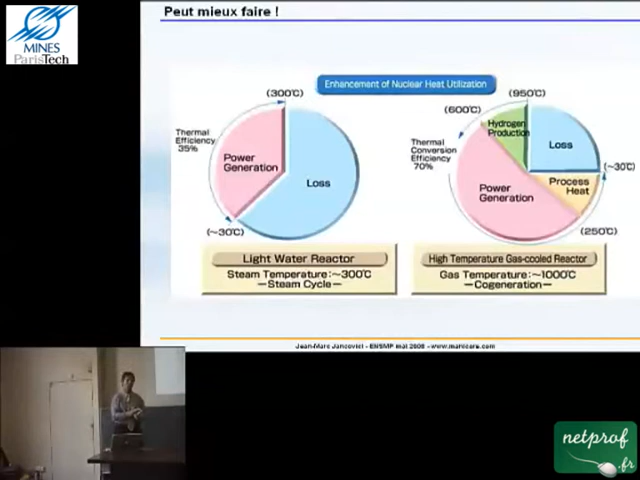 Peut mieux faire !
MINES
ParisTech
Enhancement of Nuclear Heat Utilization
(300℃)
Thermal
Efficiency
35%
Power
Generation
Loss
(~30℃)
Light Water Reactor
Steam Temperature:~300℃
—Steam Cycle—
(950℃)
(600℃)
Hydrogen
Production
Thermal
Conversion
Efficiency
70%
Loss
(~30℃)
Process
Heat
Power
Generation
(250℃)
High Temperature Gas-cooled Reactor
Gas Temperature:~1000℃
—Cogeneration—
Jean-Marc Jancovici - ENSMP mai 2008 - www.manicore.com
netprof
.fr